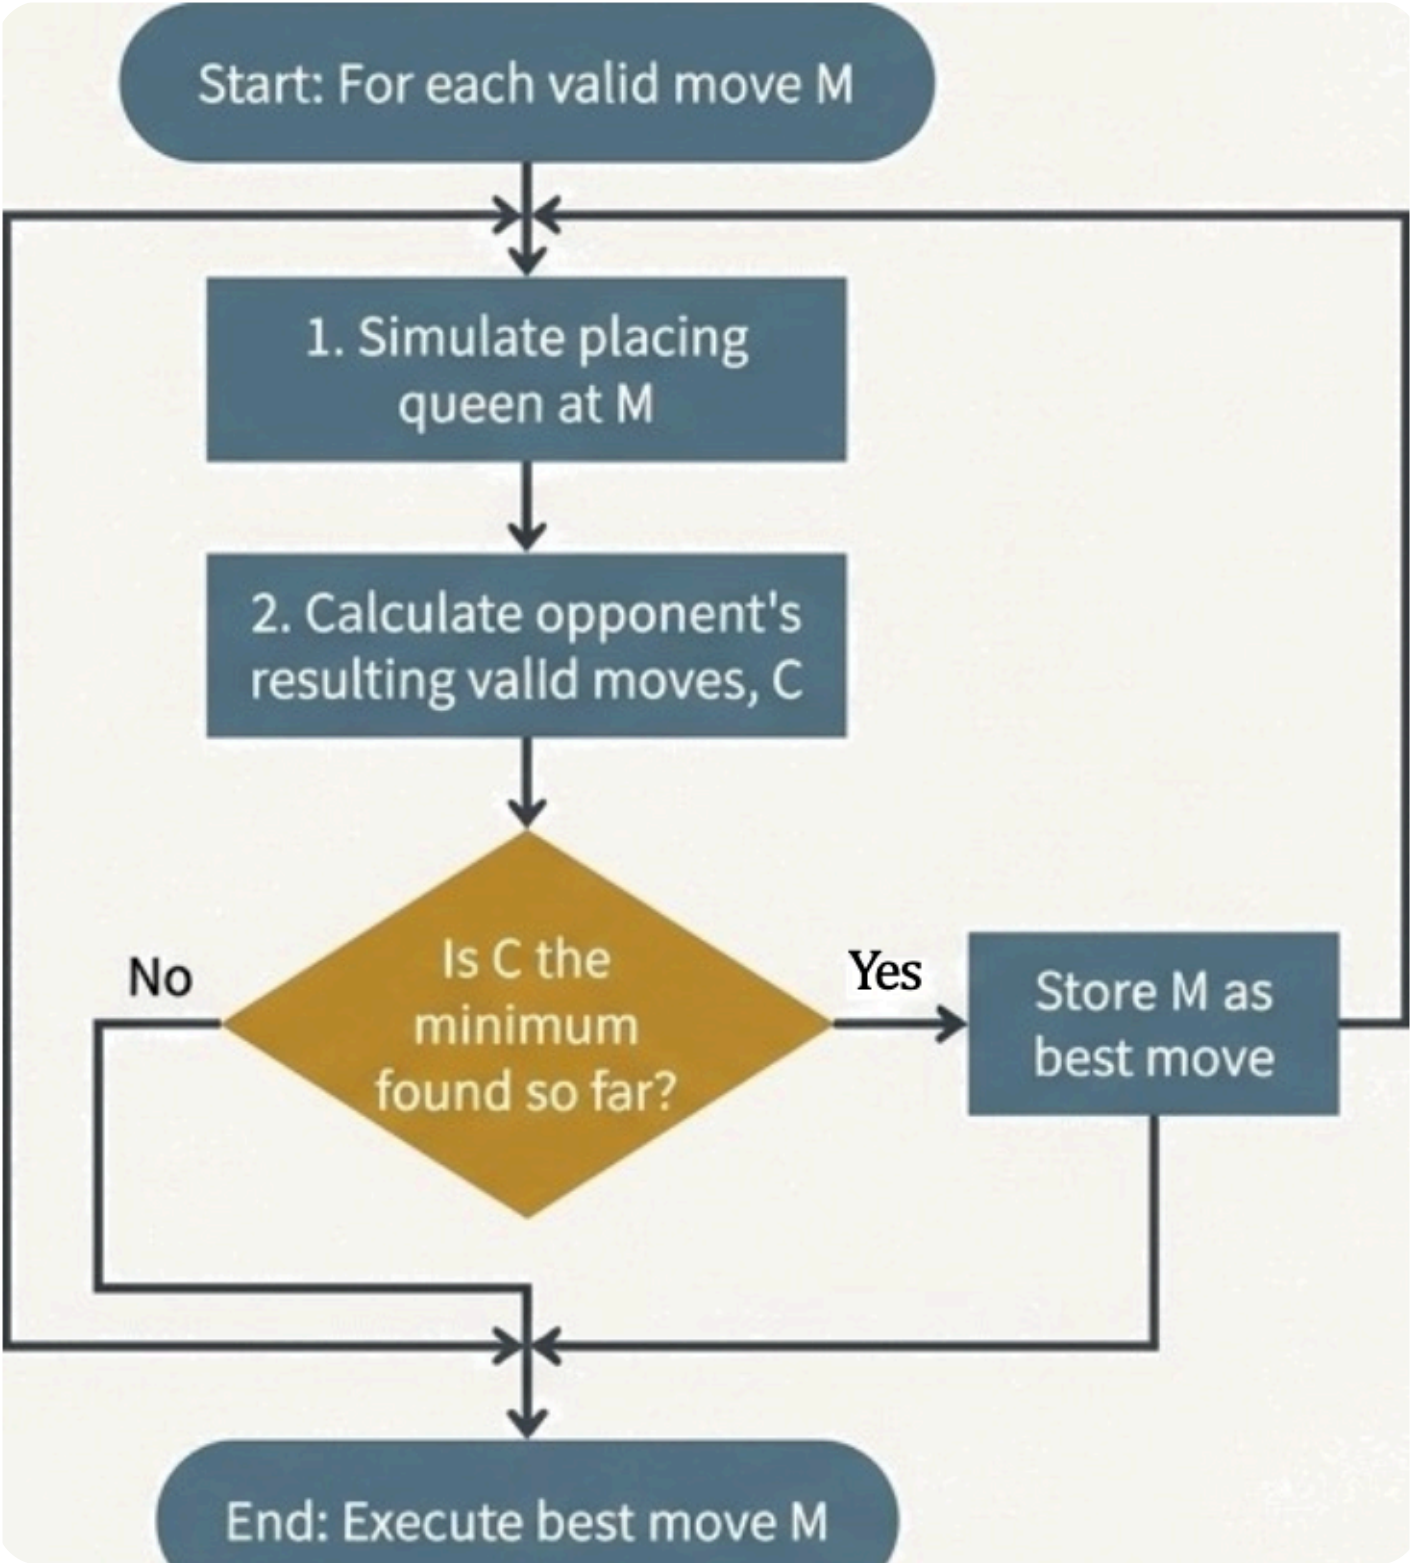 Start: For each valid move M
1. Simulate placing
queen at M
2. Calculate opponent's
resulting valid moves, C
Is C the
minimum
found so far?
No
Yes
Store M as
best move
End: Execute best move M